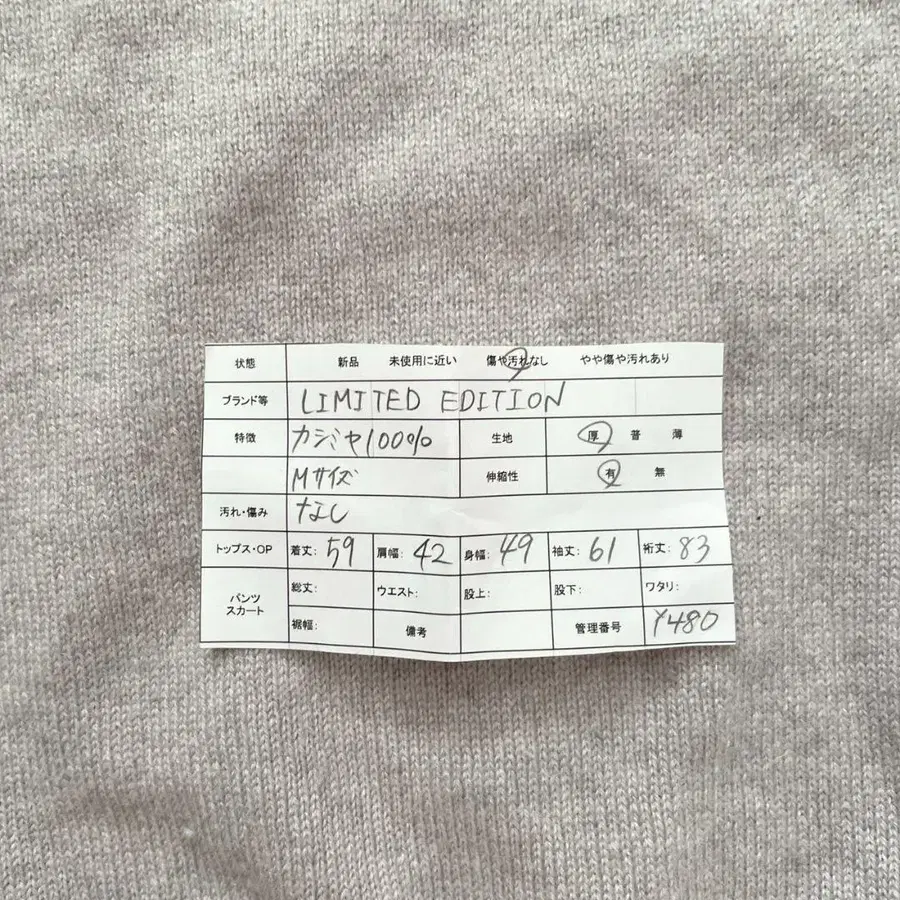 状態 新品 未使用に近い 傷や汚れなし やや傷や汚れあり
ブランド等 LIMITED EDITION
特徴 カシミヤ100% 生地 厚 普 薄
Mサイズ 伸縮性 有 無
汚れ・傷み なし
トップス・OP 着丈: 59 肩幅: 42 身幅: 49 袖丈: 61 裄丈: 83
パンツ スカート 総丈: ウエスト: 股上: 股下: ワタリ:
裾幅: 備考 管理番号 Y480